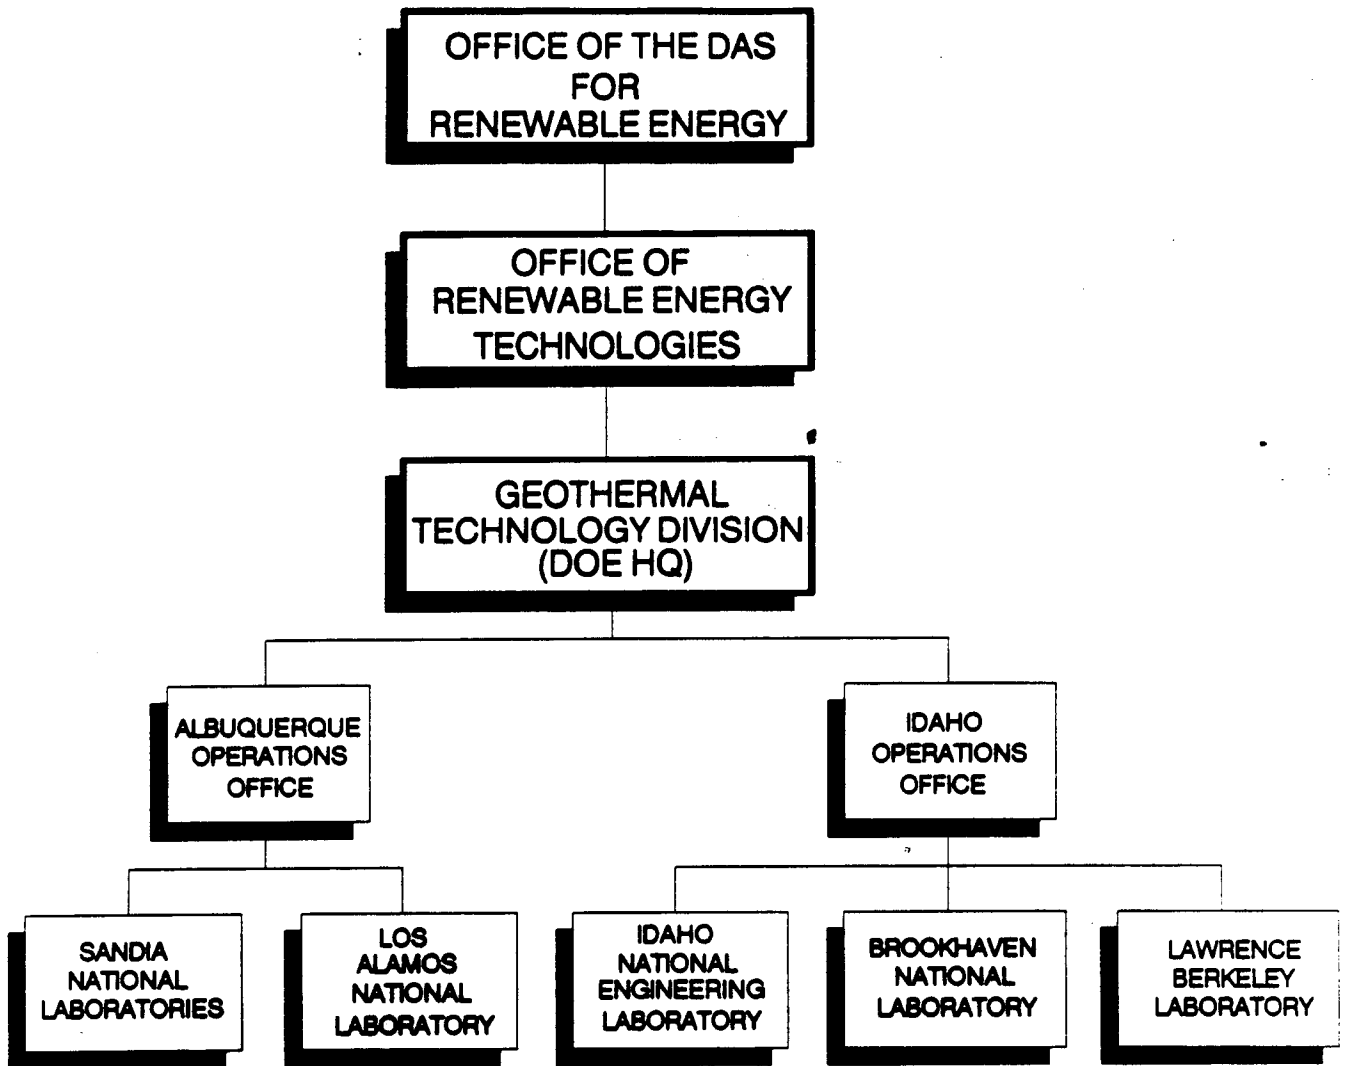 OFFICE OF THE DAS
FOR
RENEWABLE ENERGY
OFFICE OF
RENEWABLE ENERGY
TECHNOLOGIES
GEOTHERMAL
TECHNOLOGY DIVISION
(DOE HQ)
ALBUQUERQUE
OPERATIONS
OFFICE
IDAHO
OPERATIONS
OFFICE
SANDIA
NATIONAL
LABORATORIES
LOS
ALAMOS
NATIONAL
LABORATORY
IDAHO
NATIONAL
ENGINEERING
LABORATORY
BROOKHAVEN
NATIONAL
LABORATORY
LAWRENCE
BERKELEY
LABORATORY